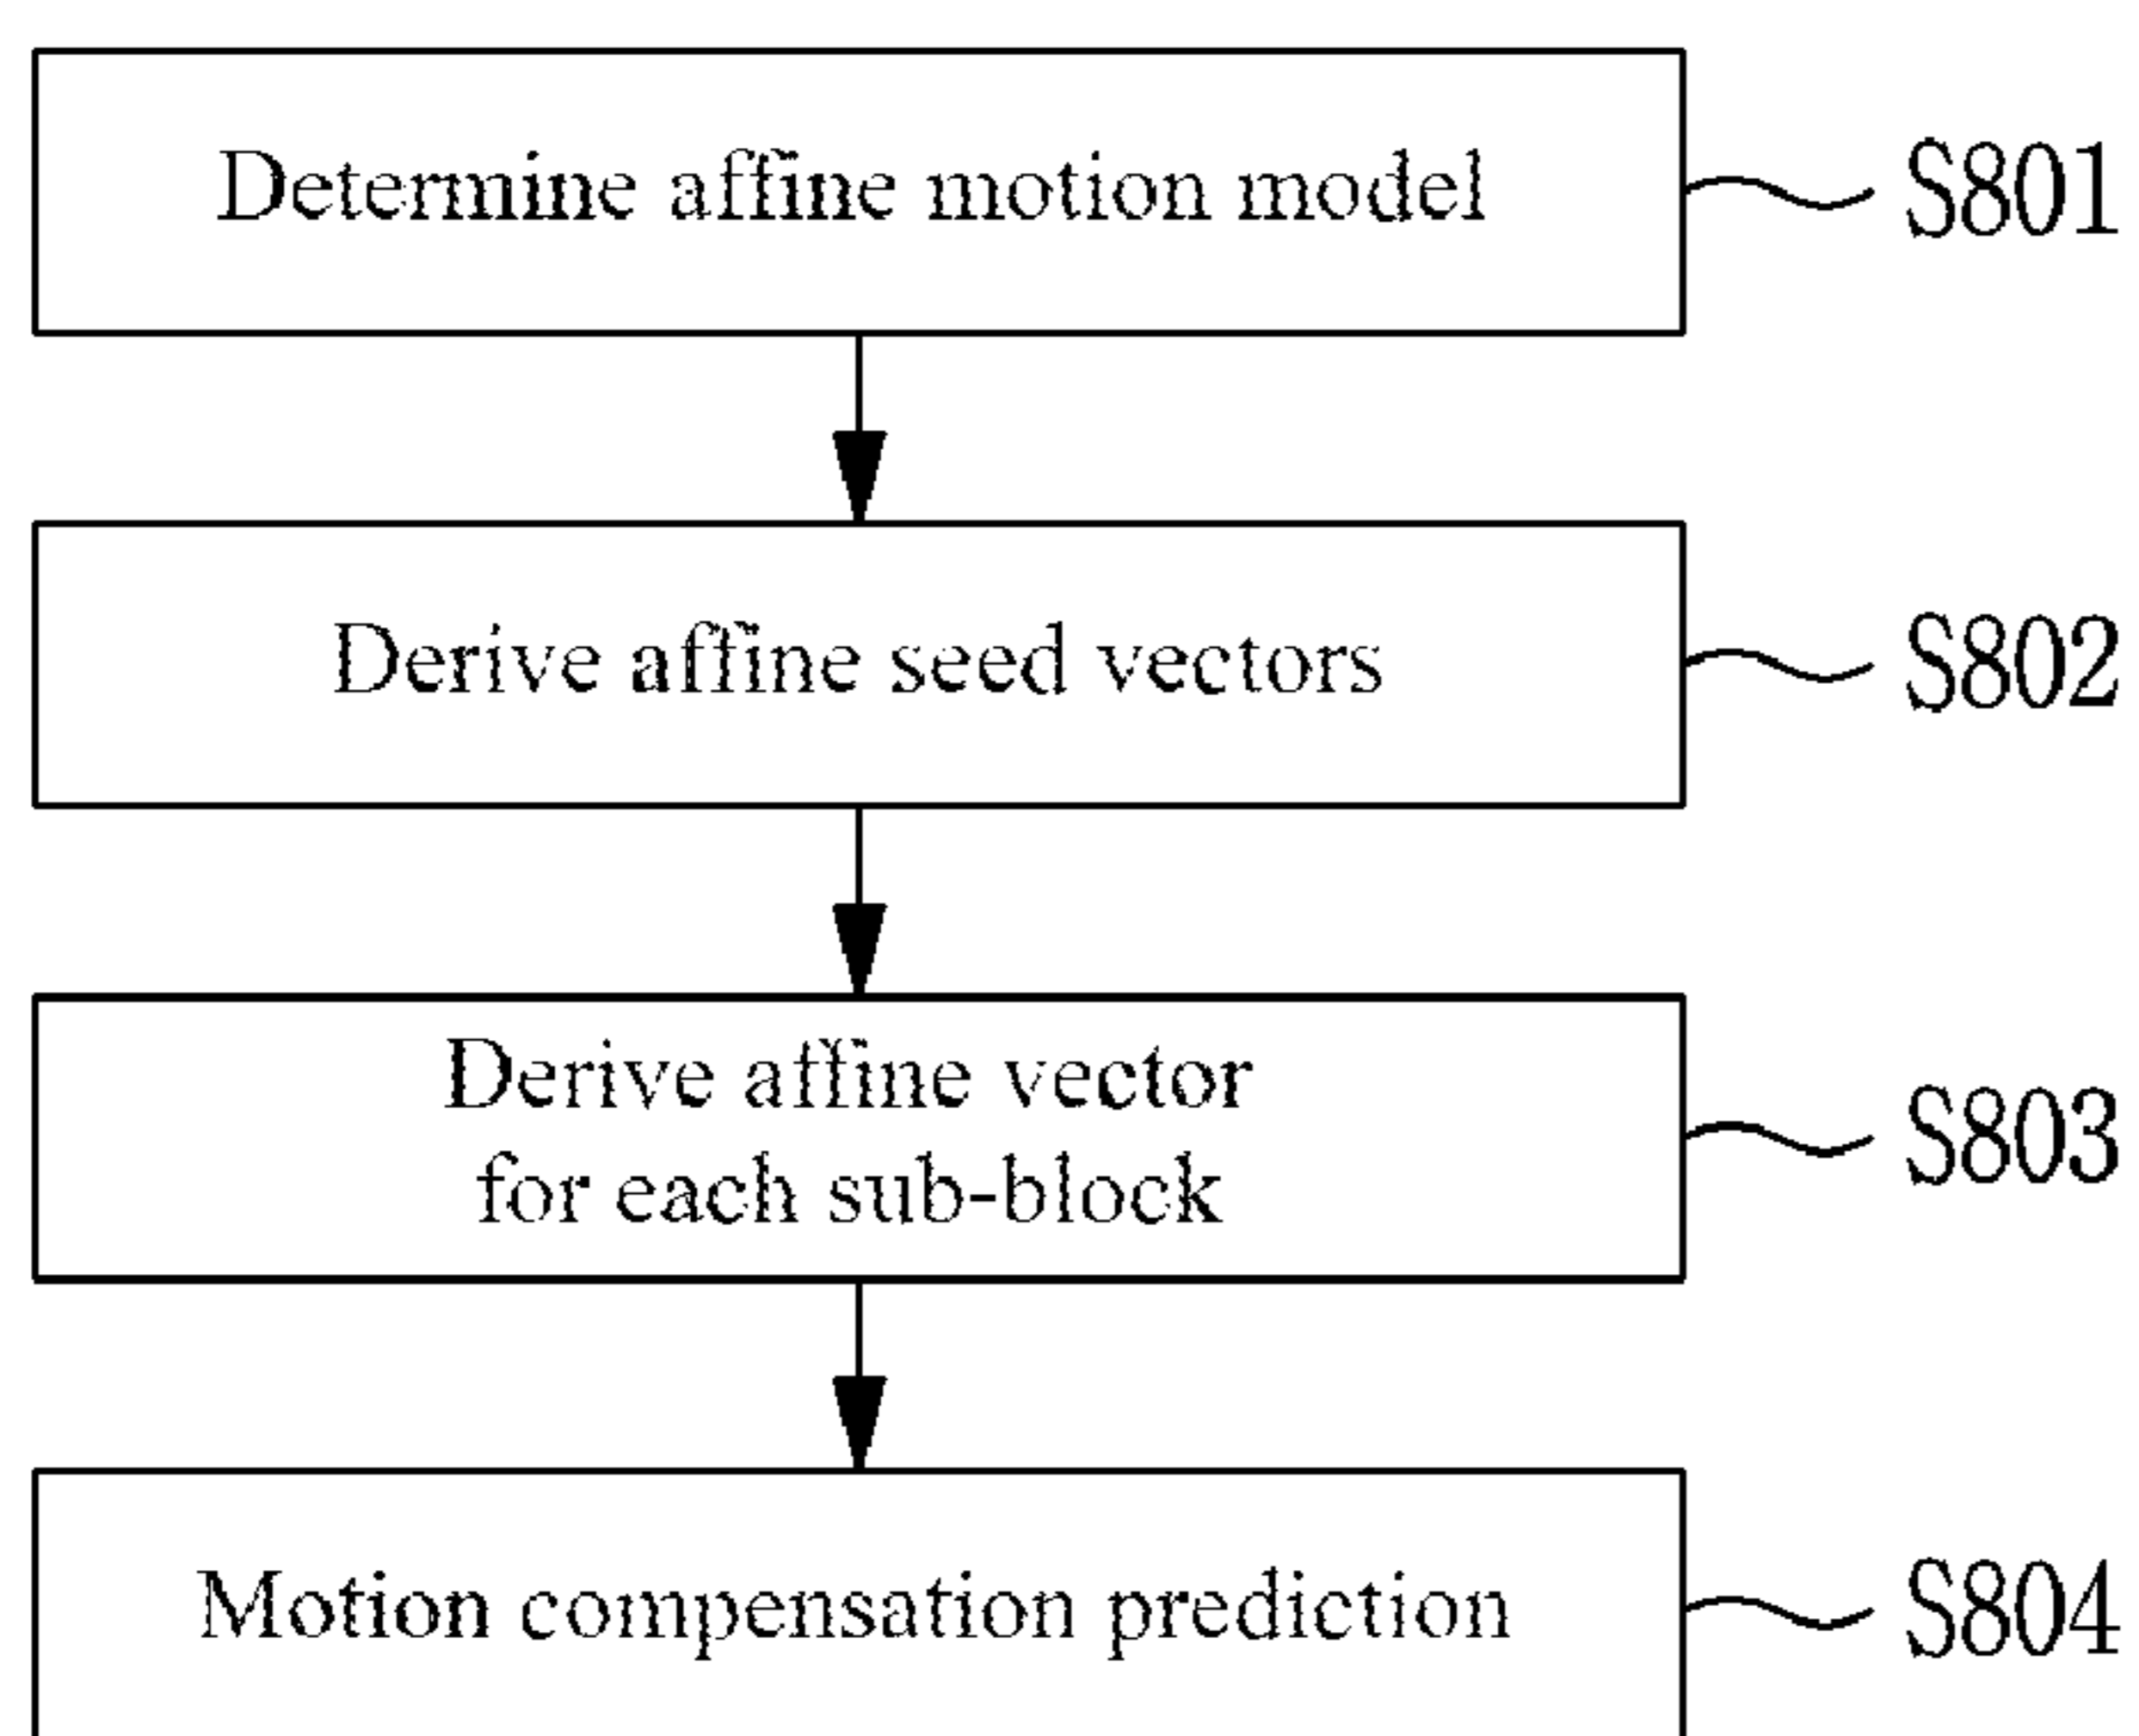 Determine affine motion model
S801
Derive affine seed vectors
S802
Derive affine vector
for each sub-block
S803
Motion compensation prediction
S804